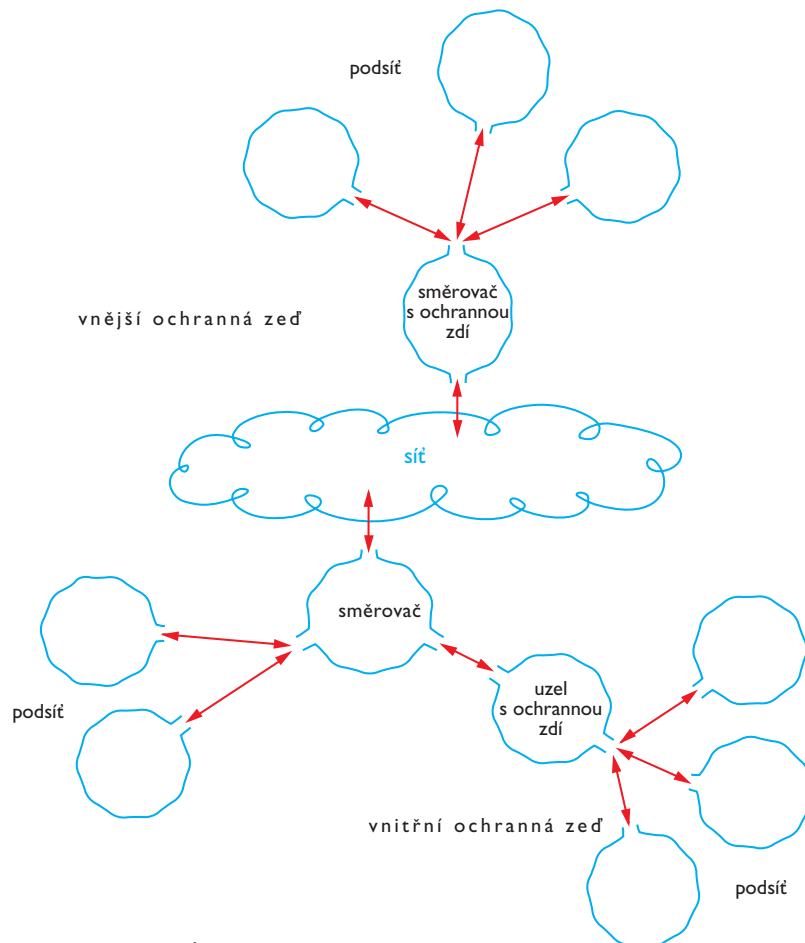 podsíť
směrovač
s ochrannou
zdí
vnější ochranná zeď
síť
směrovač
uzel
s ochrannou
zdí
podsíť
vnitřní ochranná zeď
podsíť